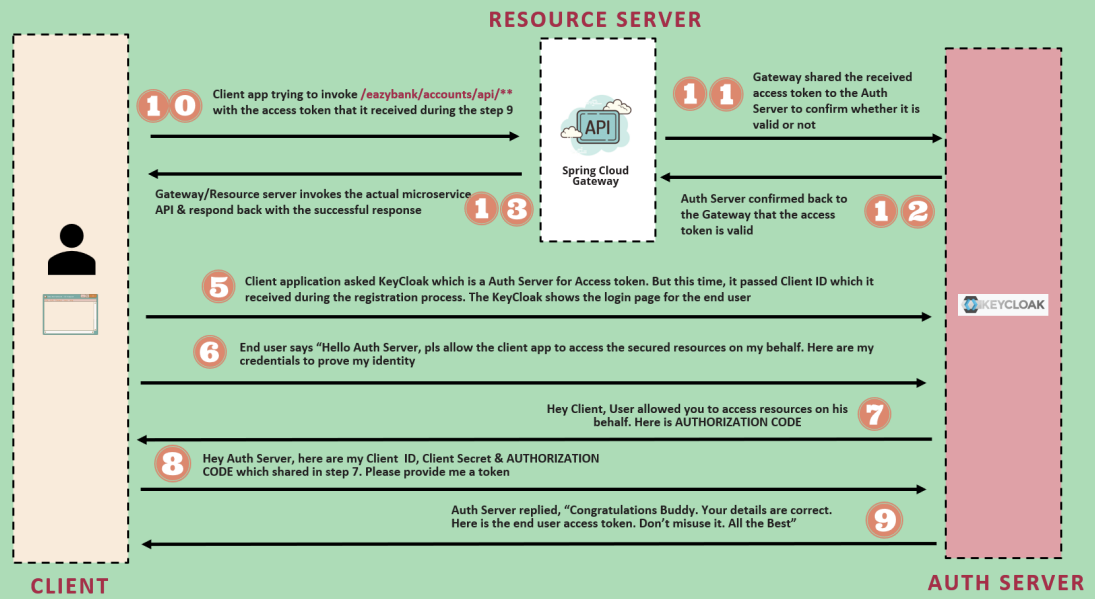 RESOURCE SERVER
10
Client app trying to invoke /eazybank/accounts/api/**
with the access token that it received during the step 9
API
Spring Cloud
Gateway
11
Gateway shared the received
access token to the Auth
Server to confirm whether it is
valid or not
Gateway/Resource server invokes the actual microservice
API & respond back with the successful response
13
Auth Server confirmed back to
the Gateway that the access
token is valid
12
5
Client application asked KeyCloak which is a Auth Server for Access token. But this time, it passed Client ID which it
received during the registration process. The KeyCloak shows the login page for the end user
KEYCLOAK
6
End user says “Hello Auth Server, pls allow the client app to access the secured resources on my behalf. Here are my
credentials to prove my identity
Hey Client, User allowed you to access resources on his
behalf. Here is AUTHORIZATION CODE
7
8
Hey Auth Server, here are my Client ID, Client Secret & AUTHORIZATION
CODE which shared in step 7. Please provide me a token
Auth Server replied, “Congratulations Buddy. Your details are correct.
Here is the end user access token. Don’t misuse it. All the Best”
9
CLIENT
AUTH SERVER